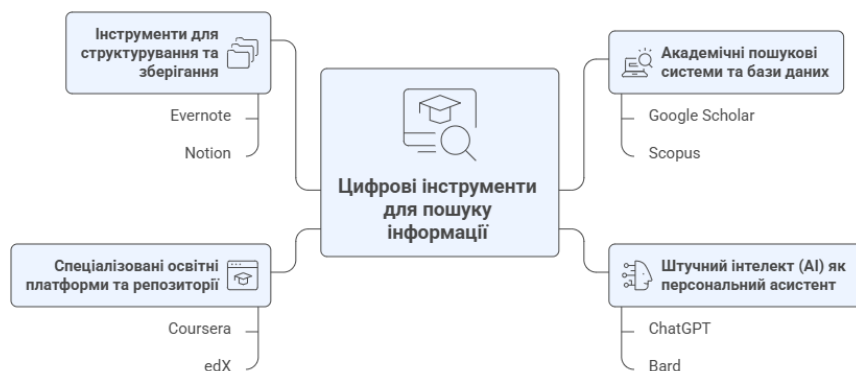 Інструменти для
структурування та
зберігання
Evernote
Notion
Академічні пошукові
системи та бази даних
Google Scholar
Scopus
Цифрові інструменти
для пошуку
інформації
Спеціалізовані освітні
платформи та репозиторії
Coursera
edX
Штучний інтелект (AI) як
персональний асистент
ChatGPT
Bard